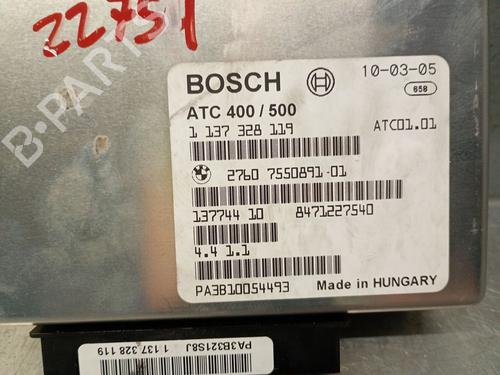 22751
B-PARTS
BOSCH
10-03-05
658
ATC 400 / 500
1 137 328 119
ATC01.01
2760 7550891-01
137744 10 8471227540
4.4 1.1
PA3B10054493 Made in HUNGARY
PA3B321S8J
1 137 328 119